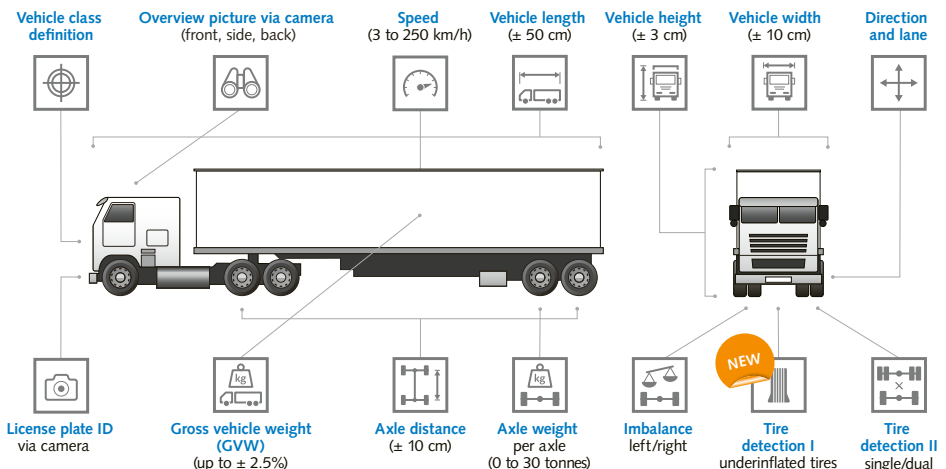 Vehicle class
definition
Overview picture via camera
(front, side, back)
Speed
(3 to 250 km/h)
Vehicle length
(± 50 cm)
Vehicle height
(± 3 cm)
Vehicle width
(± 10 cm)
Direction
and lane
License plate ID
via camera
kg
Gross vehicle weight
(GVW)
(up to ± 2.5%)
Axle distance
(± 10 cm)
kg
Axle weight
per axle
(0 to 30 tonnes)
Imbalance
left/right
NEW
Tire
detection I
underinflated tires
Tire
detection II
single/dual